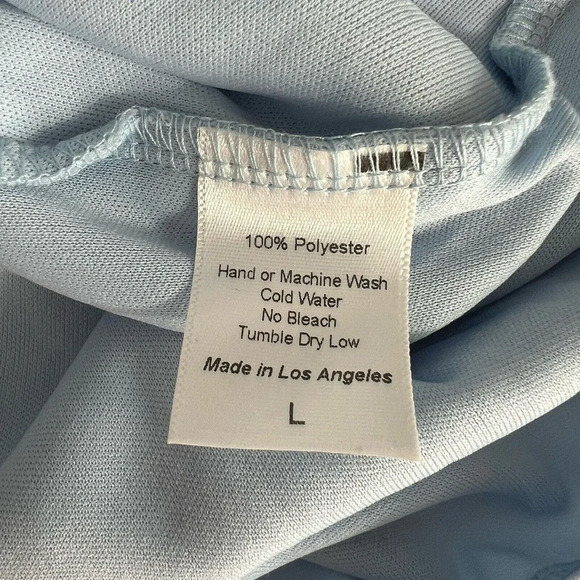 100% Polyester
Hand or Machine Wash
Cold Water
No Bleach
Tumble Dry Low
Made in Los Angeles
L